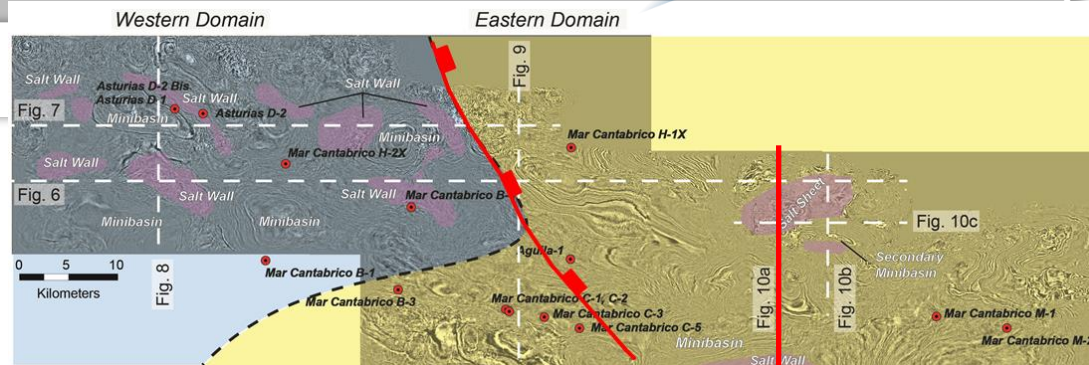 Western Domain
Eastern Domain
Fig. 9
Salt Wall
Asturias D-2 Bis
Asturias D-1
Salt Wall
Salt Wall
Asturias D-2
Fig. 7
Minibasin
Minibasin
Mar Cantabrico H-1X
Mar Cantabrico H-2X
Salt Wall
Fig. 6
Salt Wall
Salt Wall
Mar Cantabrico B-
Salt Sheet
Minibasin
Minibasin
Fig. 10c
Aguila-1
Secondary
Minibasin
0 5 10
Kilometers
Fig. 8
Mar Cantabrico B-1
Mar Cantabrico B-3
Mar Cantabrico C-1, C-2
Mar Cantabrico C-3
Mar Cantabrico C-5
Fig. 10a
Fig. 10b
Mar Cantabrico M-1
Mar Cantabrico M-
Minibasin
Salt Wall